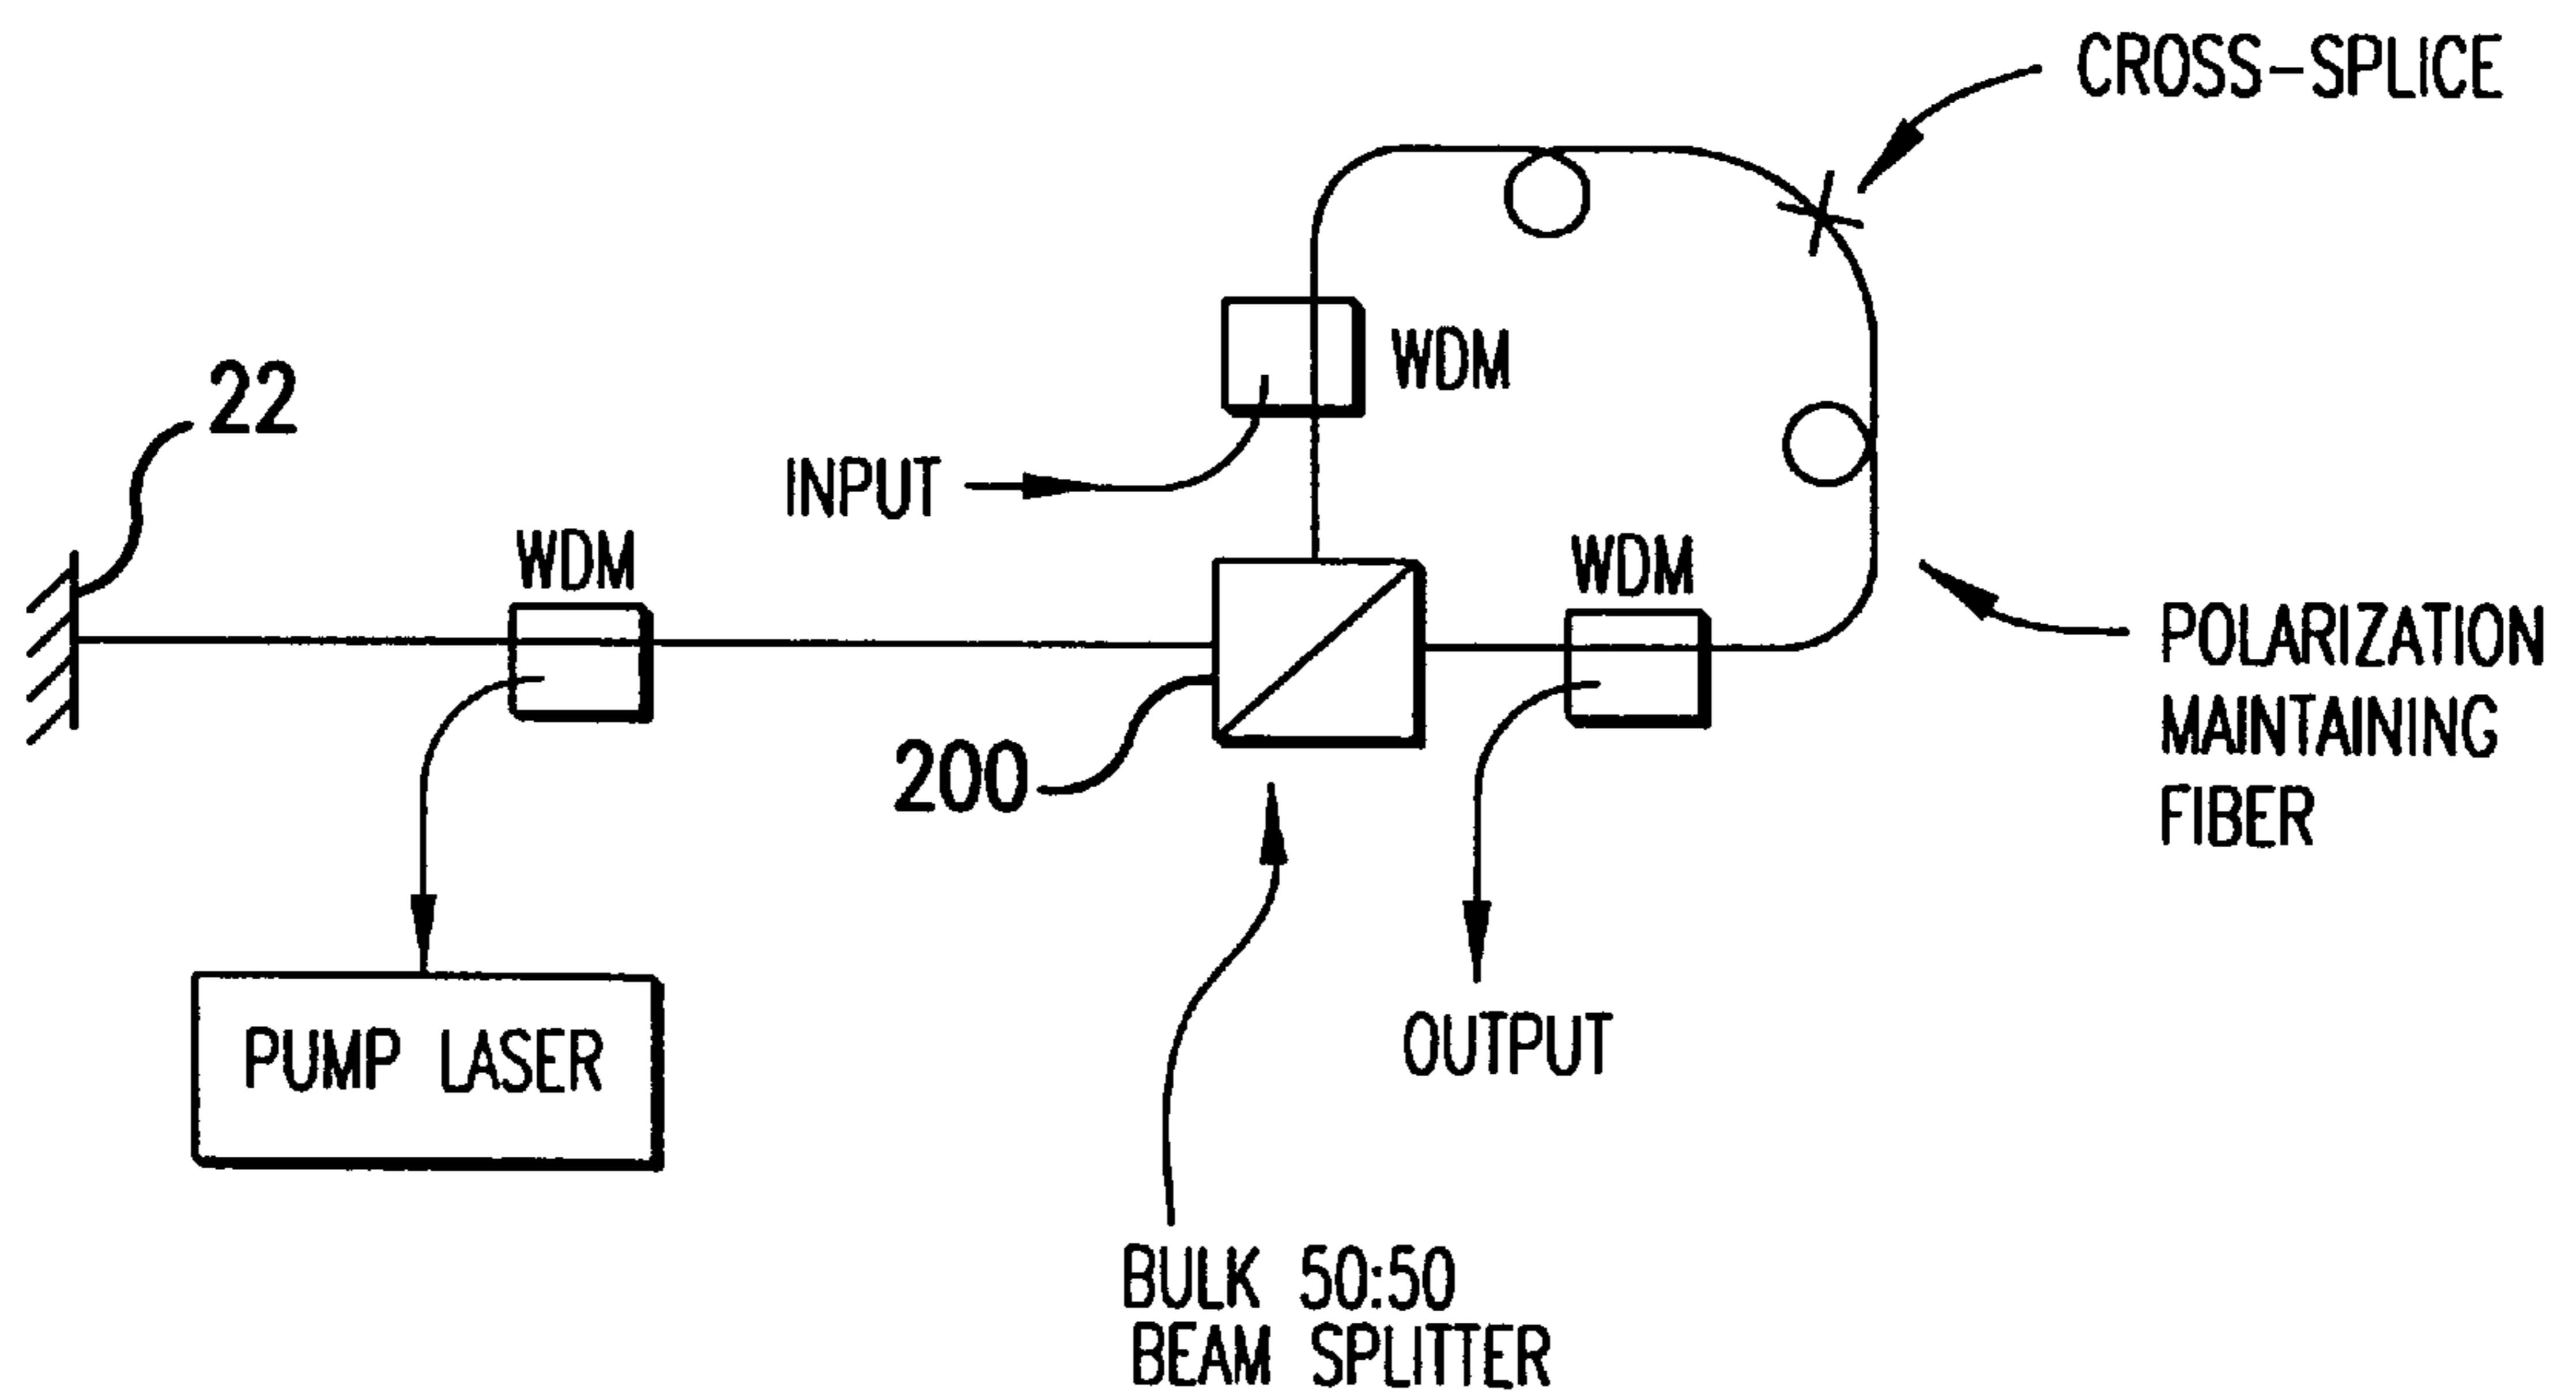 CROSS-SPLICE
22
WDM
INPUT
WDM
WDM
POLARIZATION
MAINTAINING
FIBER
200
PUMP LASER
OUTPUT
BULK 50:50
BEAM SPLITTER